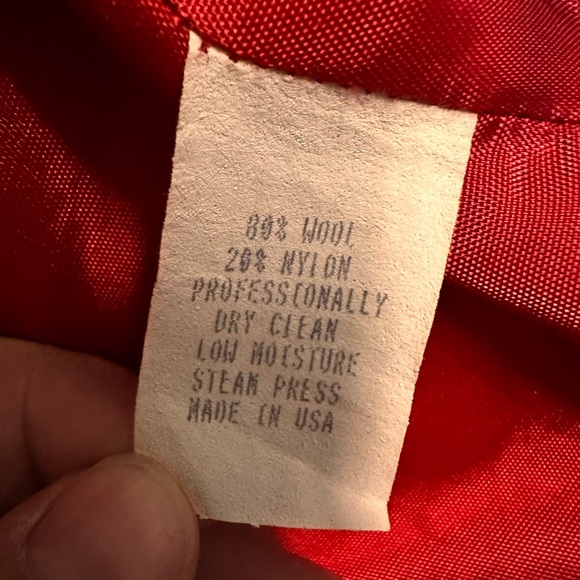 80% WOOL
20% NYLON
PROFESSIONALLY
DRY CLEAN
LOW MOISTURE
STEAM PRESS
MADE IN USA